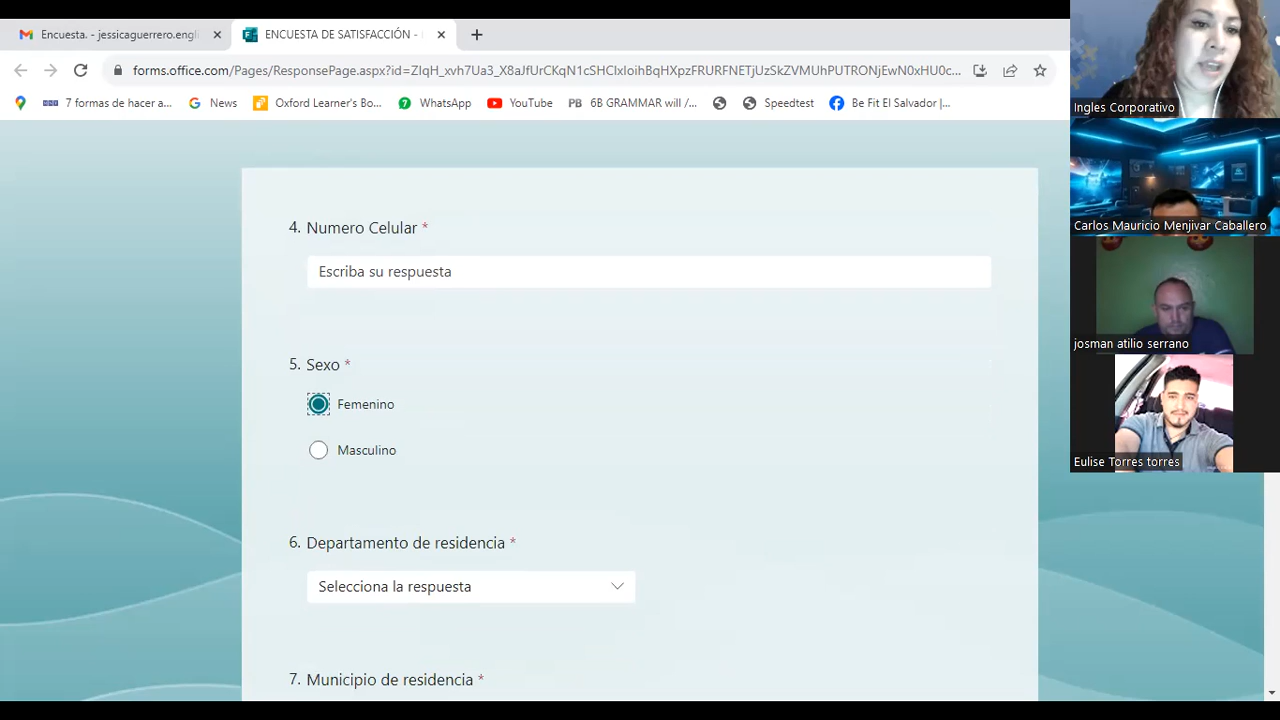 Encuesta. - jessicaguerrero.engl
ENCUESTA DE SATISFACCIÓN - (
forms.office.com/Pages/ResponsePage.aspx?id=ZIqH_xvh7Ua3_X8aJfUrCKqN1cSHCIxIoihBqHXpzFRURFNETjUzSkZVMUhPUTRONjEwN0xHU0c...
7 formas de hacer a...
News
Oxford Learner's Bo...
WhatsApp
YouTube
PB 6B GRAMMAR will /...
Speedtest
Be Fit El Salvador |...
4. Numero Celular *
Escriba su respuesta
5. Sexo *
Femenino
Masculino
6. Departamento de residencia *
Selecciona la respuesta
7. Municipio de residencia *
Ingles Corporativo
Carlos Mauricio Menjivar Caballero
josman atilio serrano
Eulise Torres torres